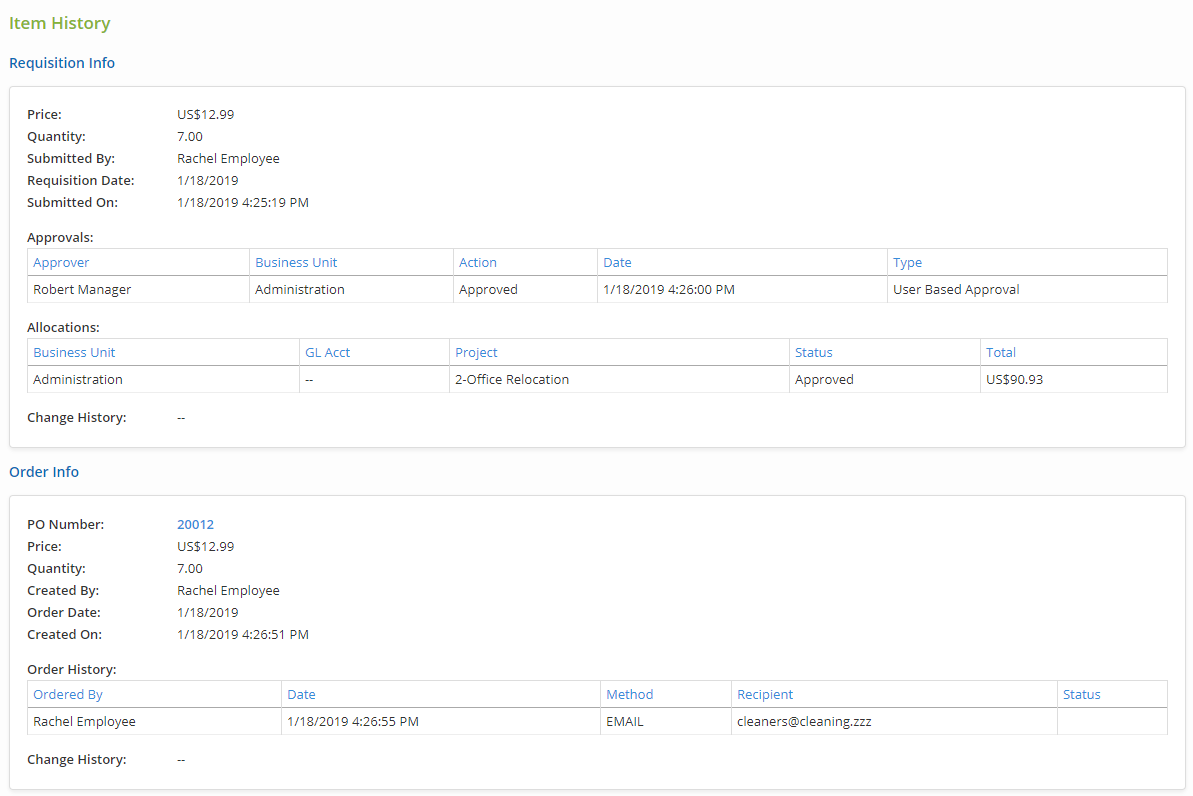 Item History
Requisition Info
Price: US$12.99
Quantity: 7.00
Submitted By: Rachel Employee
Requisition Date: 1/18/2019
Submitted On: 1/18/2019 4:25:19 PM
Approvals:
Approver Business Unit Action Date Type
Robert Manager Administration Approved 1/18/2019 4:26:00 PM User Based Approval
Allocations:
Business Unit GL Acct Project Status Total
Administration -- 2-Office Relocation Approved US$90.93
Change History: --
Order Info
PO Number: 20012
Price: US$12.99
Quantity: 7.00
Created By: Rachel Employee
Order Date: 1/18/2019
Created On: 1/18/2019 4:26:51 PM
Order History:
Ordered By Date Method Recipient Status
Rachel Employee 1/18/2019 4:26:55 PM EMAIL cleaners@cleaning.zzz
Change History: --